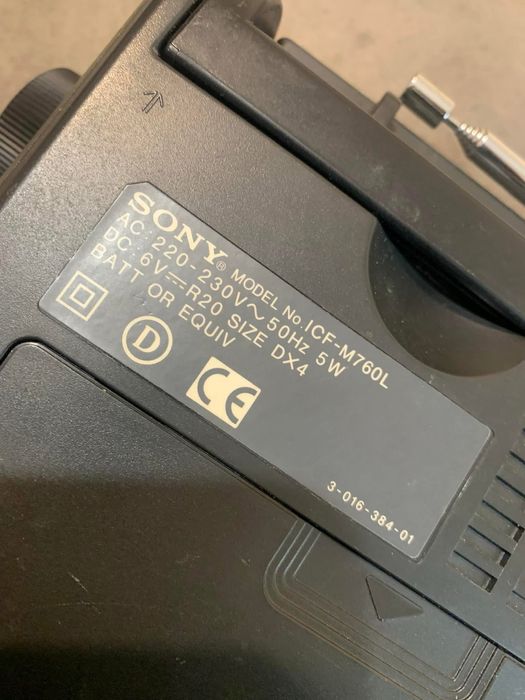 SONY® MODEL No. ICF-M760L
AC 220-230V～50Hz 5W
DC 6V⎓R20 SIZE DX4
BATT OR EQUIV
D
CE
3-016-384-01